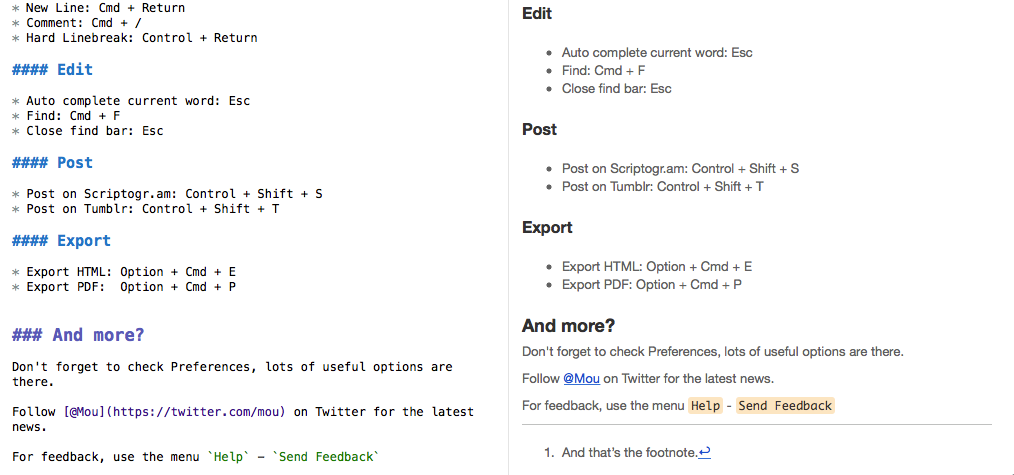 * New Line: Cmd + Return
* Comment: Cmd + /
* Hard Linebreak: Control + Return
#### Edit
* Auto complete current word: Esc
* Find: Cmd + F
* Close find bar: Esc
#### Post
* Post on Scriptogr.am: Control + Shift + S
* Post on Tumblr: Control + Shift + T
#### Export
* Export HTML: Option + Cmd + E
* Export PDF:  Option + Cmd + P
### And more?
Don't forget to check Preferences, lots of useful options are
there.
Follow [@Mou](https://twitter.com/mou) on Twitter for the latest
news.
For feedback, use the menu `Help` - `Send Feedback`
Edit
• Auto complete current word: Esc
• Find: Cmd + F
• Close find bar: Esc
Post
• Post on Scriptogr.am: Control + Shift + S
• Post on Tumblr: Control + Shift + T
Export
• Export HTML: Option + Cmd + E
• Export PDF: Option + Cmd + P
And more?
Don't forget to check Preferences, lots of useful options are there.
Follow @Mou on Twitter for the latest news.
For feedback, use the menu Help - Send Feedback
1. And that's the footnote.↩